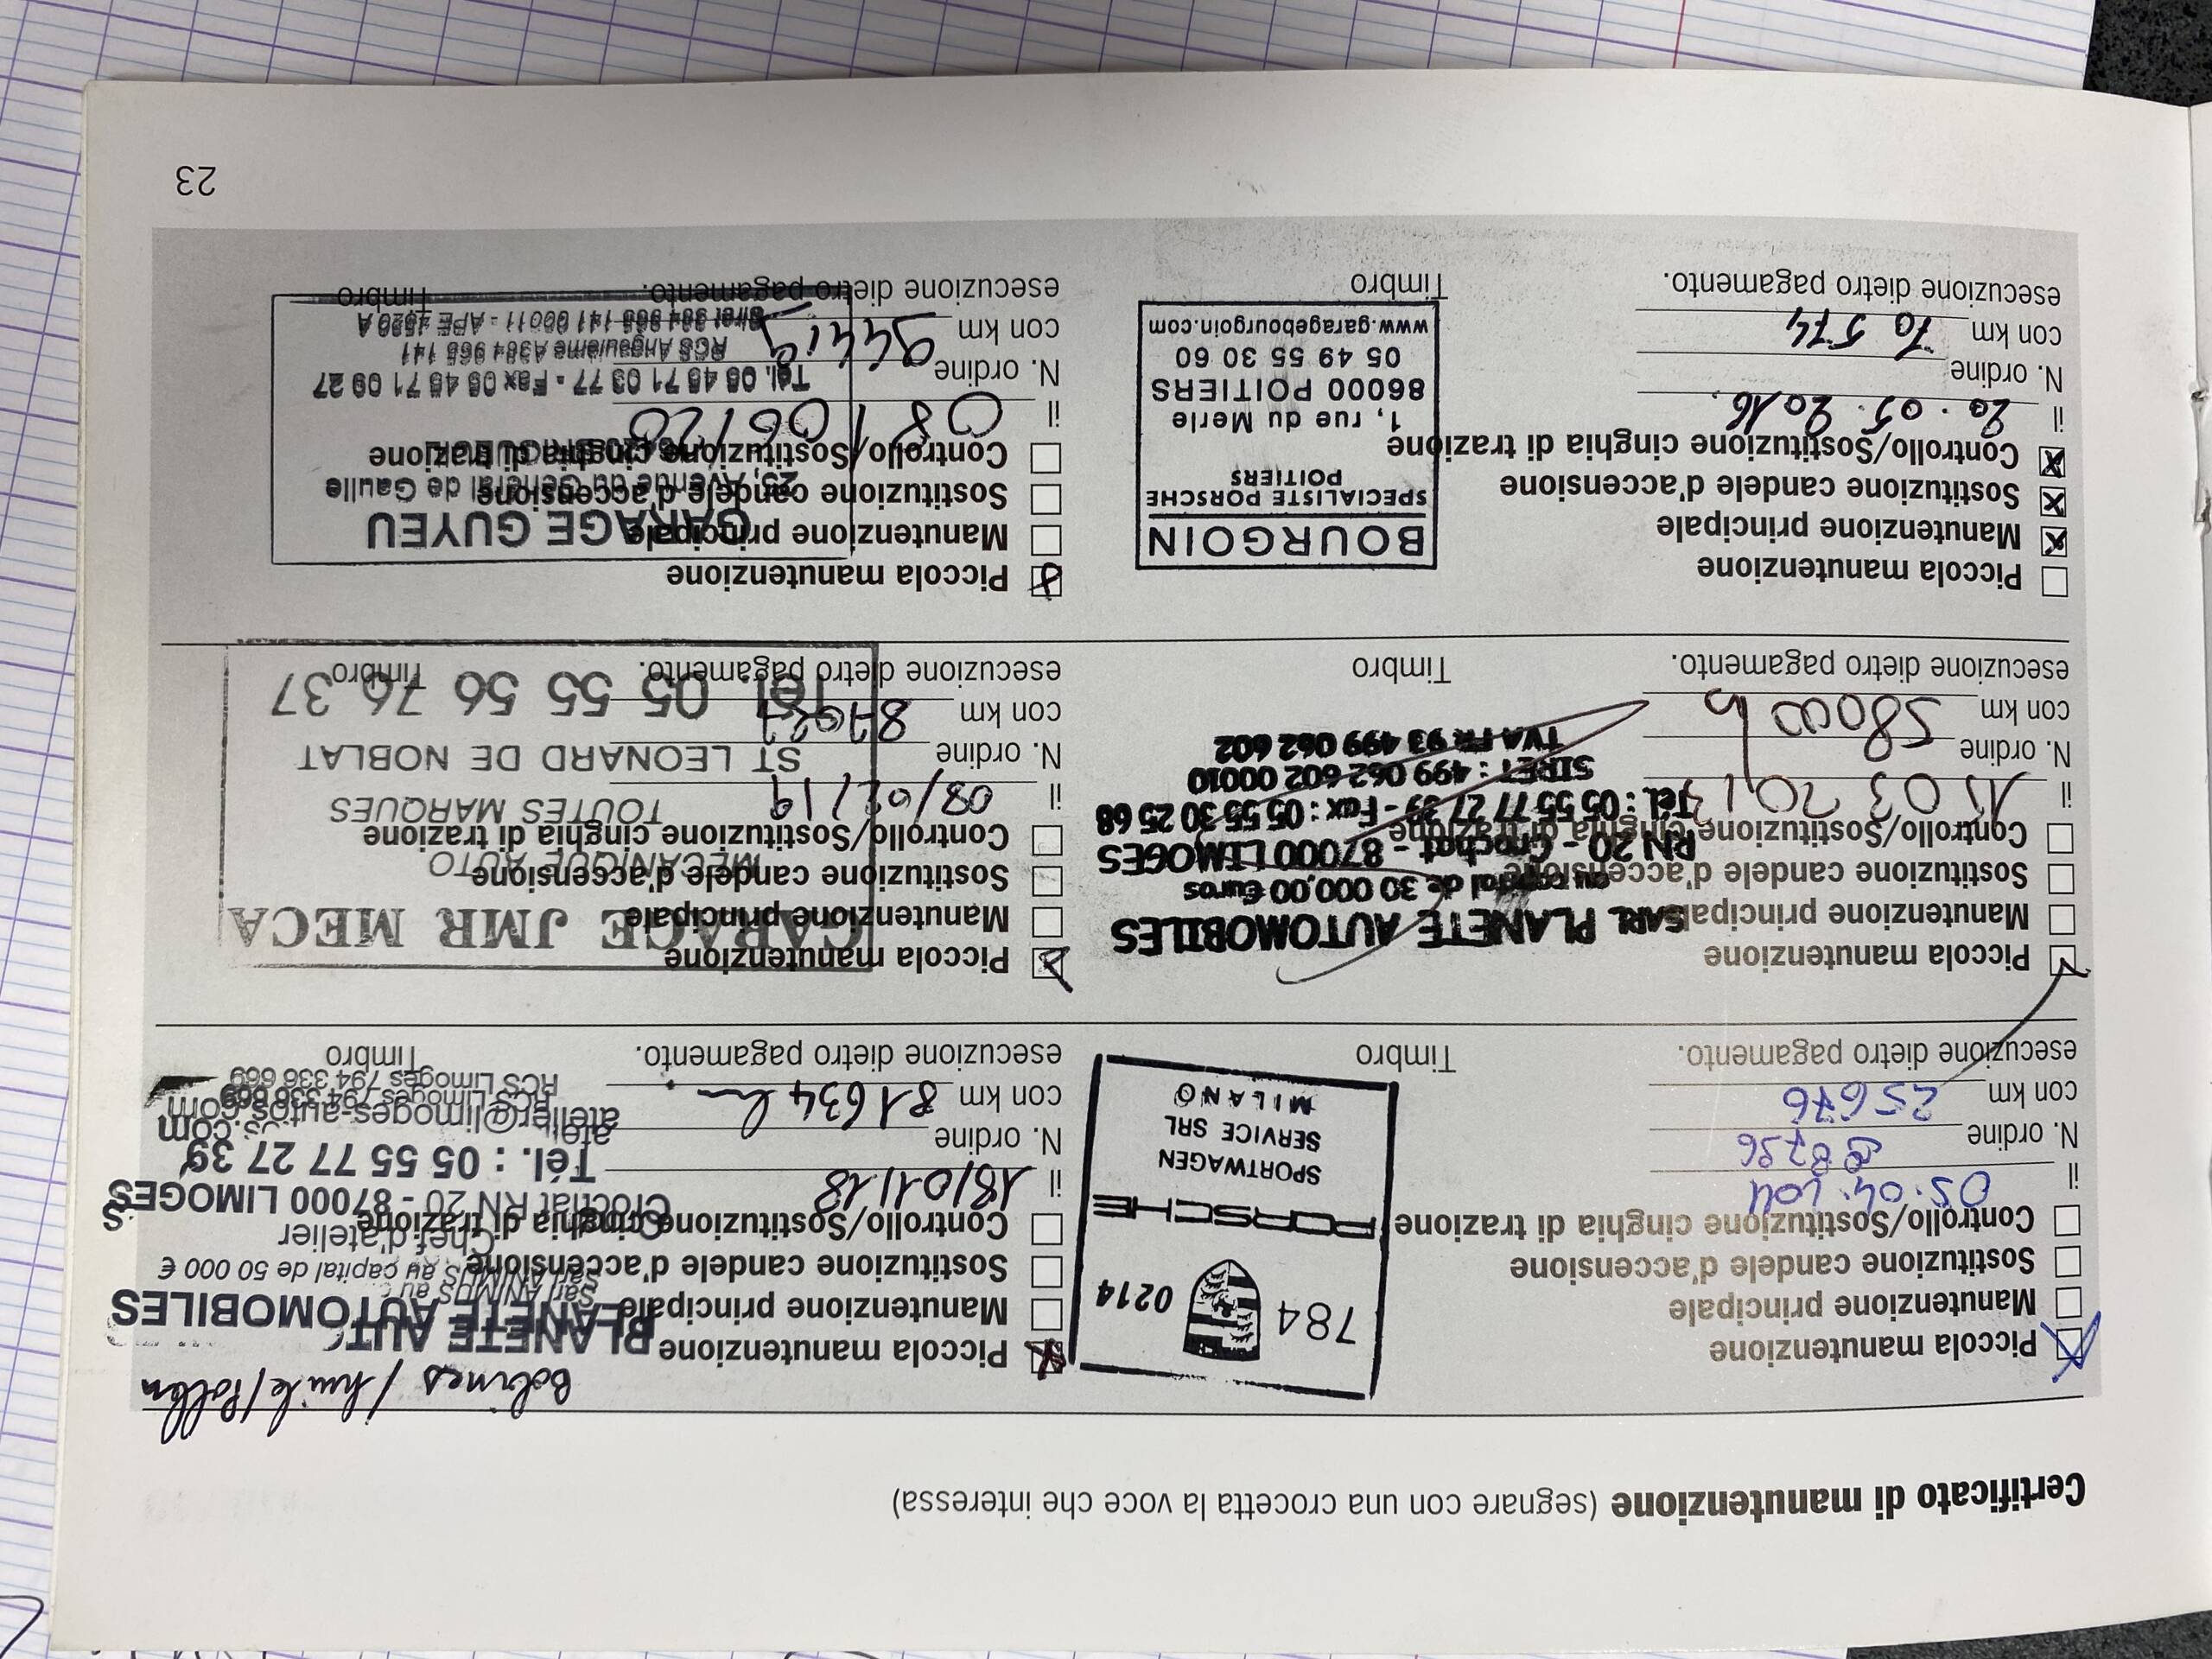 Certificato di manutenzione (segnare con una crocetta la voce che interessa)
Piccola manutenzione
Manutenzione principale
Sostituzione candele d'accensione
Controllo/Sostituzione cinghia di trazione
il 05.04.2011
N. ordine
con km 25676
esecuzione dietro pagamento.
Timbro
784 0214
PORSCHE
SPORTWAGEN
SERVICE SRL
MILANO
Piccola manutenzione
Manutenzione principale
Sostituzione candele d'accensione
Controllo/Sostituzione cinghia di trazione
il 15 03 2013
N. ordine
con km 58000 h
esecuzione dietro pagamento.
Timbro
SARL PLANETE AUTOMOBILES
au capital de 30 000,00 euros
RN 20 - Crochat - 87000 LIMOGES
Tél : 05 55 77 27 39 - Fax : 05 55 30 25 68
SIRET : 499 062 602 00010
TVA FR 93 499 062 602
Piccola manutenzione
Manutenzione principale
Sostituzione candele d'accensione
Controllo/Sostituzione cinghia di trazione
il 20.05.2016.
N. ordine
con km 70 574
esecuzione dietro pagamento.
Timbro
BOURGOIN
SPECIALISTE PORSCHE
POITIERS
1, rue du Merle
86000 POITIERS
05 49 55 30 60
www.garagebourgoin.com
/ huile / Pollen
Piccola manutenzione
Manutenzione principale
Sostituzione candele d'accensione
Controllo/Sostituzione cinghia di trazione
il 18/01/18
N. ordine
con km 81634 km
esecuzione dietro pagamento.
Timbro
PLANETE AUTOMOBILES
Sarl ANIMUS au capital de 50 000 €
Chef d'atelier
Crochat RN 20 - 87000 LIMOGES
Tél. : 05 55 77 27 39
atelier@limoges-autos.com
RCS Limoges 794 336 669
Piccola manutenzione
Manutenzione principale
Sostituzione candele d'accensione
Controllo/Sostituzione cinghia di trazione
il 08/02/19
N. ordine
con km
esecuzione dietro pagamento.
Timbro
GARAGE JMR MECA
MECANIQUE AUTO
TOUTES MARQUES
ST LEONARD DE NOBLAT
Tél. 05 55 56 76 37
Piccola manutenzione
Manutenzione principale
Sostituzione candele d'accensione
Controllo/Sostituzione cinghia di trazione
il 08/06/20
N. ordine
con km
esecuzione dietro pagamento.
Timbro
GARAGE GUYEU
Avenue du Général de Gaulle
Tél. 05 45 71 03 77 - Fax 05 45 71 09 27
23